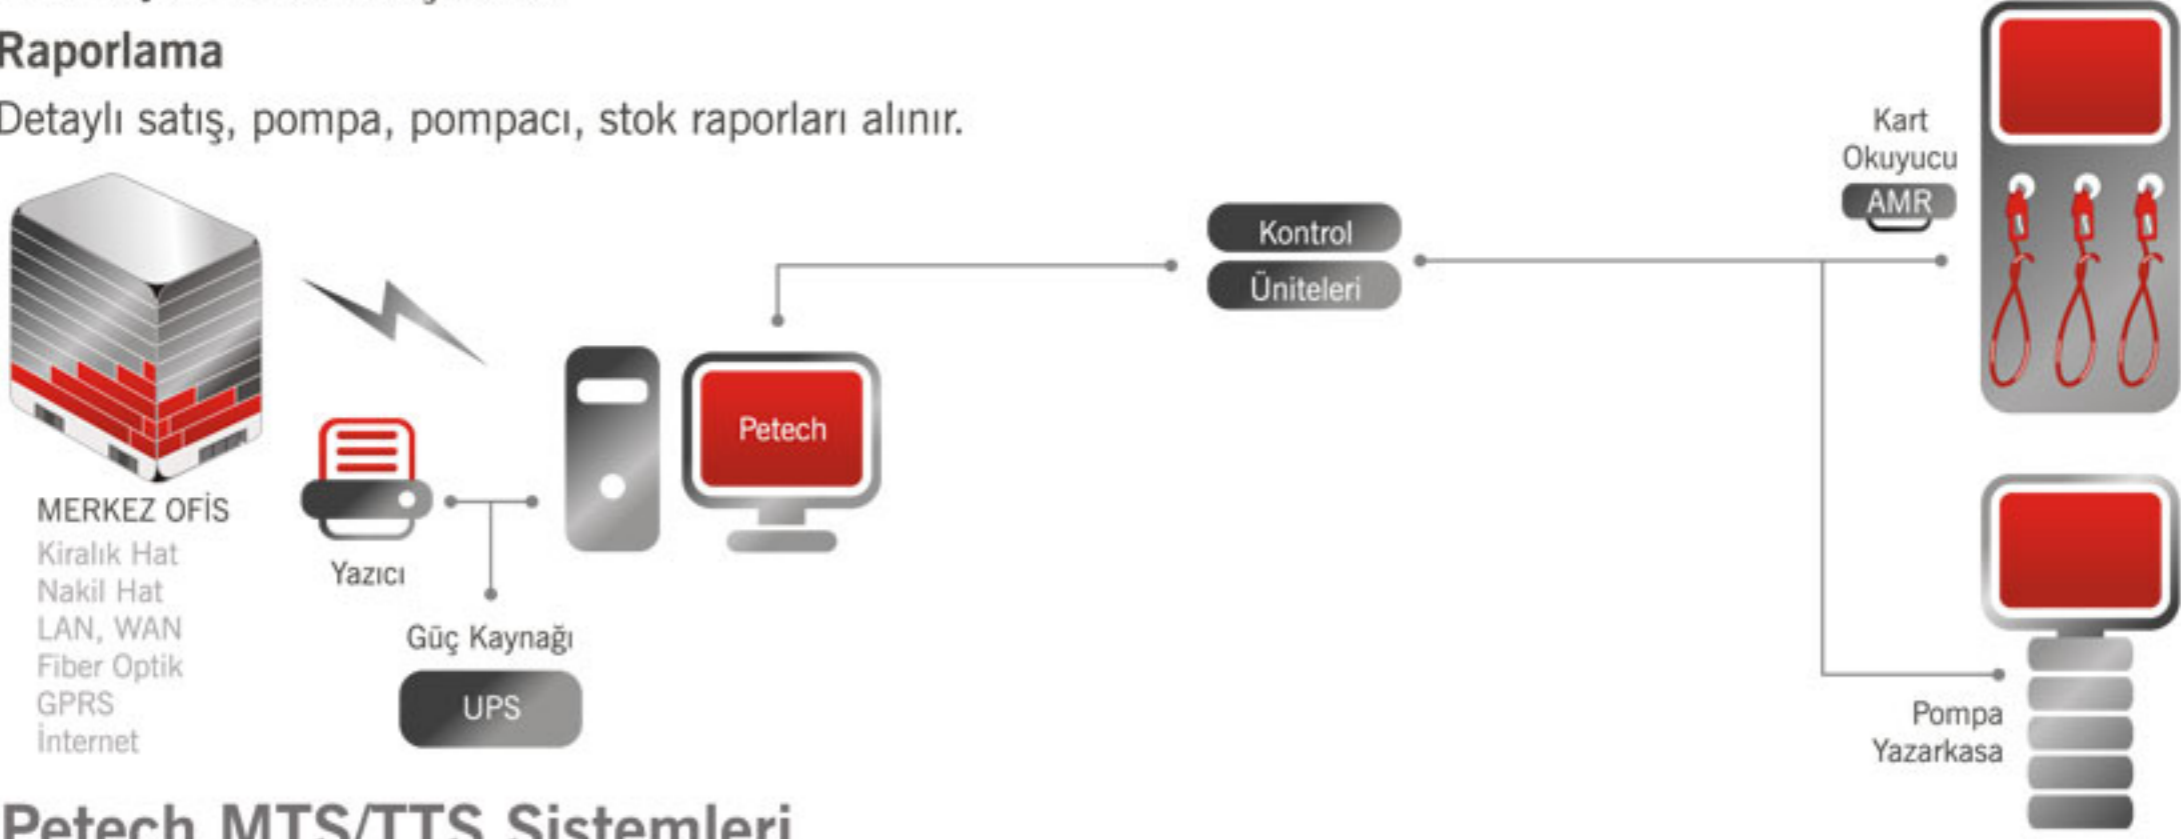 Raporlama
Detaylı satış, pompa, pompacı, stok raporları alınır.
Kart
Okuyucu
AMR
Kontrol
Üniteleri
Petech
MERKEZ OFİS
Kiralık Hat
Nakil Hat
LAN, WAN
Fiber Optik
GPRS
İnternet
Yazıcı
Güç Kaynağı
UPS
Pompa
Yazarkasa
Petech MTS/TTS Sistemleri